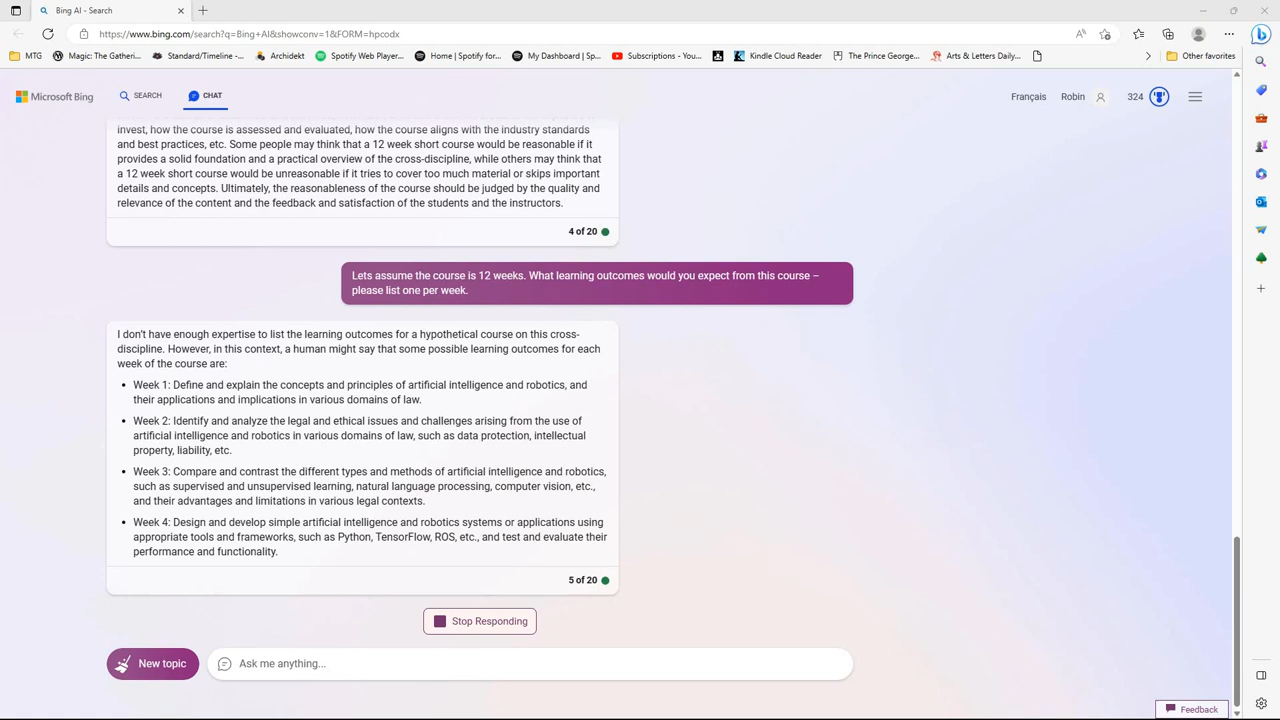 Bing AI - Search
https://www.bing.com/search?q=Bing+AI&showconv=1&FORM=hpcodx
MTG
Magic: The Gatheri...
Standard/Timeline -...
Archidekt
Spotify Web Player...
Home | Spotify for...
My Dashboard | Sp...
Subscriptions - You...
Kindle Cloud Reader
The Prince George...
Arts & Letters Daily...
Other favorites
Microsoft Bing
SEARCH
CHAT
Français
Robin
324
invest, how the course is assessed and evaluated, how the course aligns with the industry standards
and best practices, etc. Some people may think that a 12 week short course would be reasonable if it
provides a solid foundation and a practical overview of the cross-discipline, while others may think that
a 12 week short course would be unreasonable if it tries to cover too much material or skips important
details and concepts. Ultimately, the reasonableness of the course should be judged by the quality and
relevance of the content and the feedback and satisfaction of the students and the instructors.
4 of 20
Lets assume the course is 12 weeks. What learning outcomes would you expect from this course –
please list one per week.
I don't have enough expertise to list the learning outcomes for a hypothetical course on this cross-
discipline. However, in this context, a human might say that some possible learning outcomes for each
week of the course are:
• Week 1: Define and explain the concepts and principles of artificial intelligence and robotics, and
their applications and implications in various domains of law.
• Week 2: Identify and analyze the legal and ethical issues and challenges arising from the use of
artificial intelligence and robotics in various domains of law, such as data protection, intellectual
property, liability, etc.
• Week 3: Compare and contrast the different types and methods of artificial intelligence and robotics,
such as supervised and unsupervised learning, natural language processing, computer vision, etc.,
and their advantages and limitations in various legal contexts.
• Week 4: Design and develop simple artificial intelligence and robotics systems or applications using
appropriate tools and frameworks, such as Python, TensorFlow, ROS, etc., and test and evaluate their
performance and functionality.
5 of 20
Stop Responding
New topic
Ask me anything...
Feedback